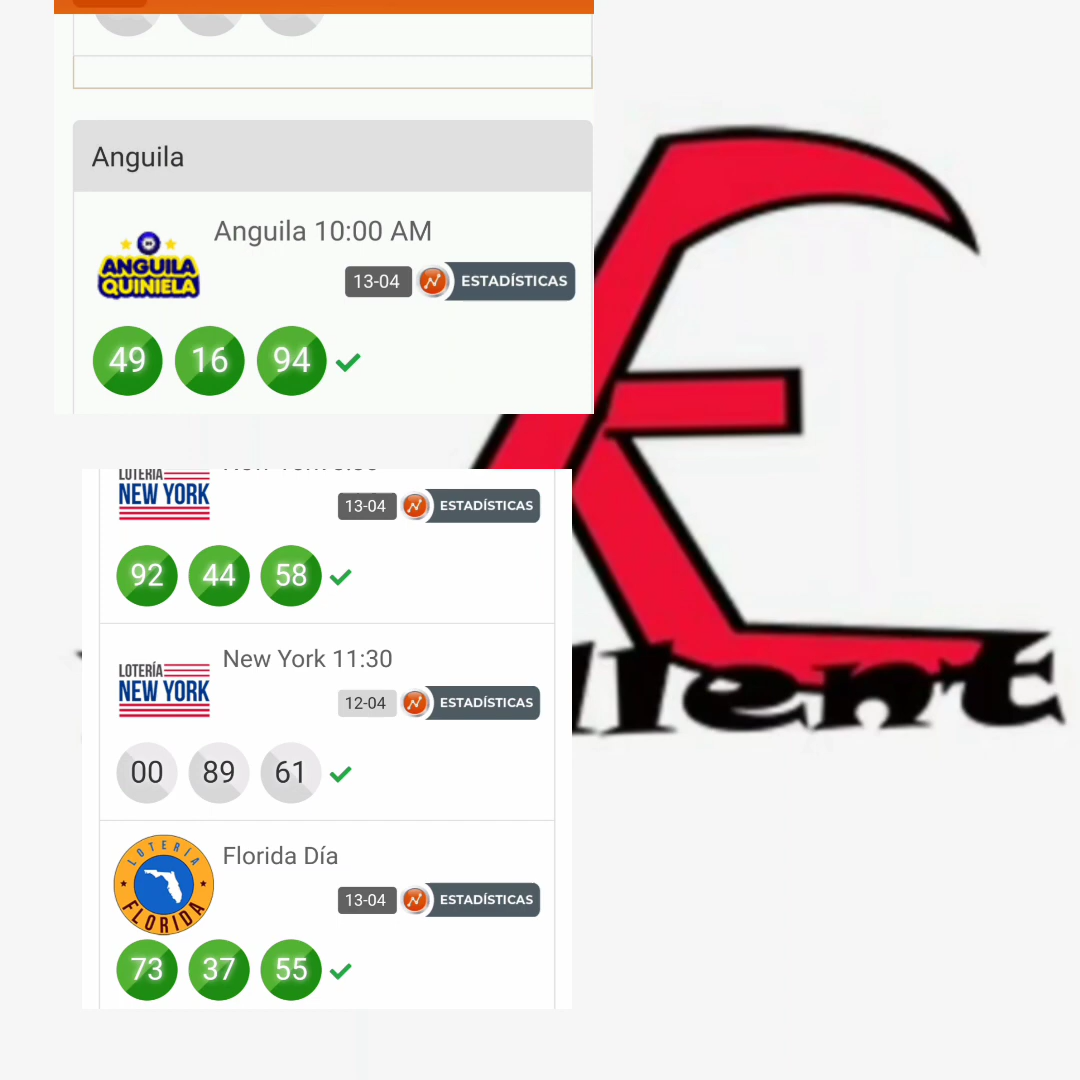 Anguila
Anguila 10:00 AM
ANGUILA
QUINIELA
13-04
ESTADÍSTICAS
49 16 94
LOTERÍA
NEW YORK
13-04
ESTADÍSTICAS
92 44 58
New York 11:30
LOTERÍA
NEW YORK
12-04
ESTADÍSTICAS
00 89 61
Florida Día
LOTERÍA
FLORIDA
13-04
ESTADÍSTICAS
73 37 55